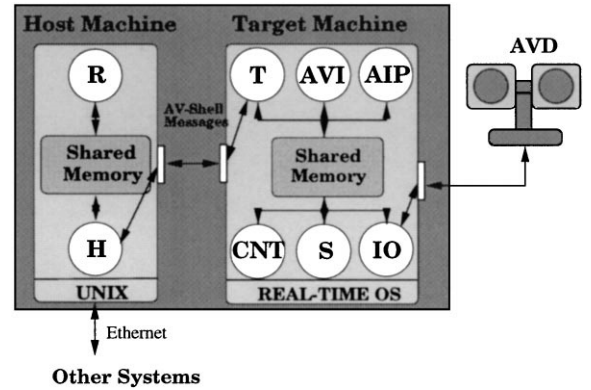 Host Machine
Target Machine
AVD
R
T
AVI
AIP
AV-Shell
Messages
Shared
Memory
Shared
Memory
H
CNT
S
IO
UNIX
REAL-TIME OS
Ethernet
Other Systems